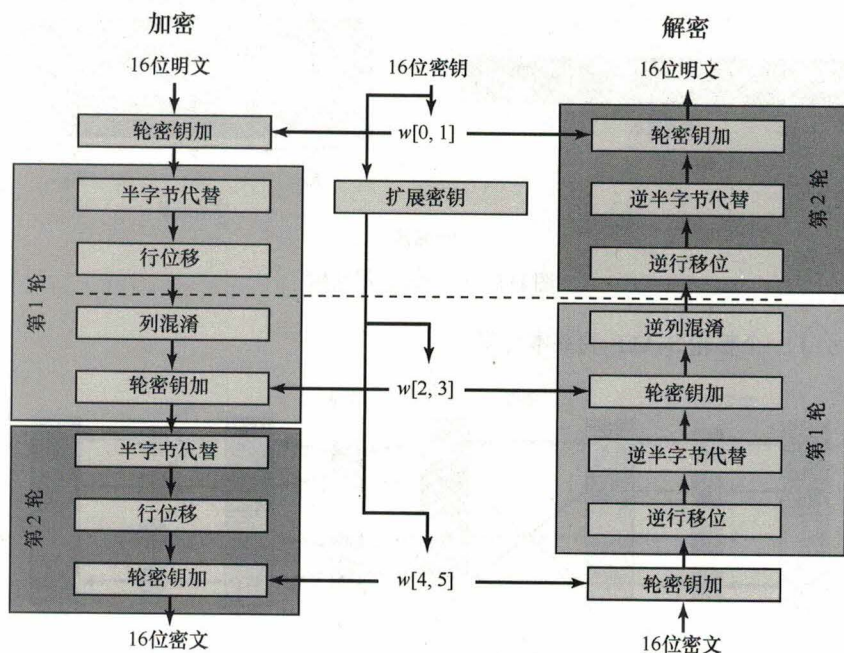 加密
16位明文
轮密钥加
第1轮
半字节代替
行位移
列混淆
轮密钥加
第2轮
半字节代替
行位移
轮密钥加
16位密文
16位密钥
w[0, 1]
扩展密钥
w[2, 3]
w[4, 5]
解密
16位明文
轮密钥加
逆半字节代替
逆行移位
第2轮
逆列混淆
轮密钥加
逆半字节代替
逆行移位
第1轮
轮密钥加
16位密文